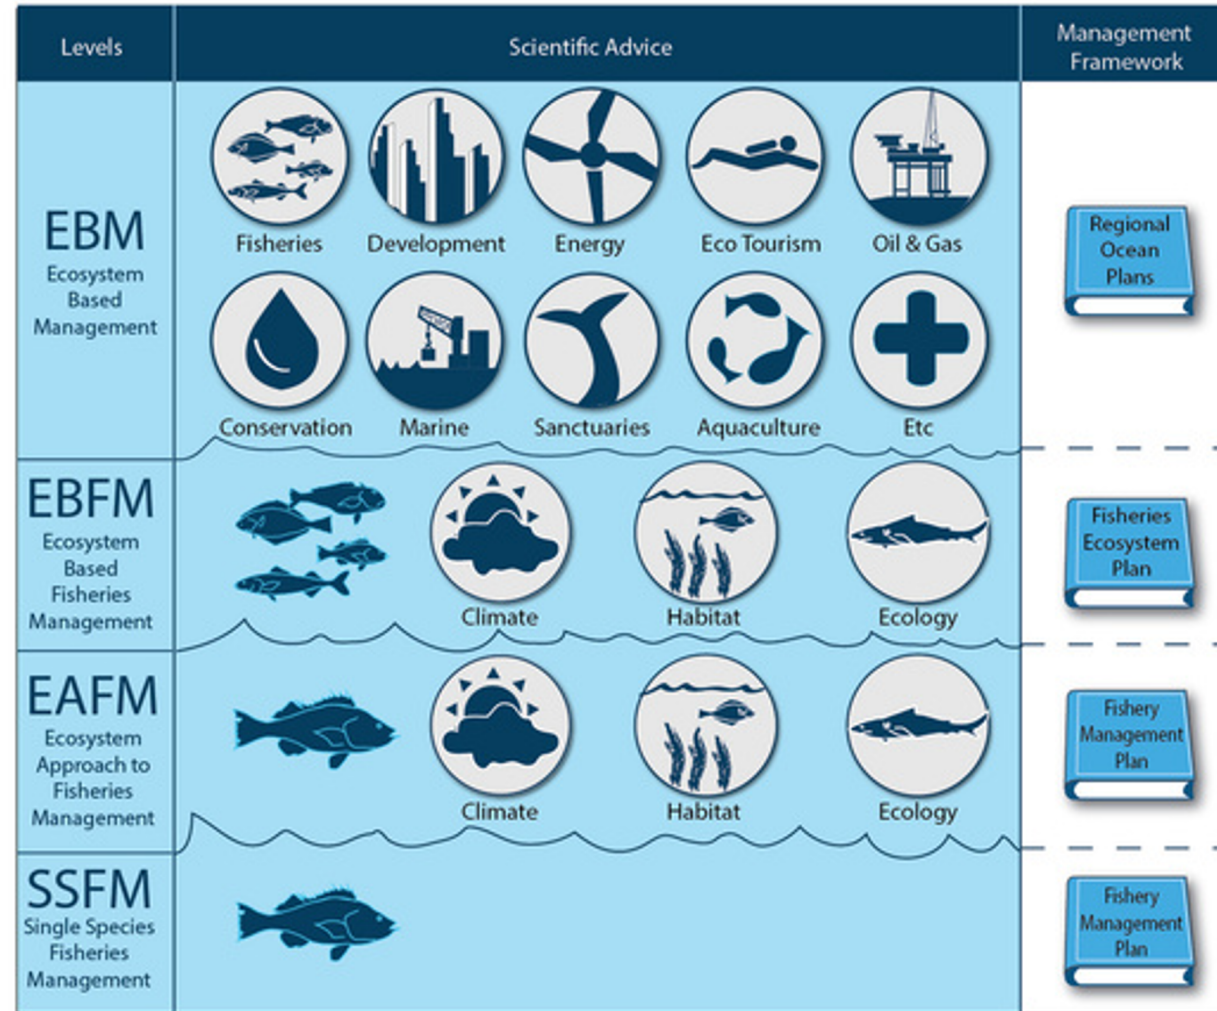 Levels
Scientific Advice
Management
Framework
EBM
Ecosystem
Based
Management
Fisheries
Development
Energy
Eco Tourism
Oil & Gas
Conservation
Marine
Sanctuaries
Aquaculture
Etc
Regional
Ocean
Plans
EBFM
Ecosystem
Based
Fisheries
Management
Climate
Habitat
Ecology
Fisheries
Ecosystem
Plan
EAFM
Ecosystem
Approach to
Fisheries
Management
Climate
Habitat
Ecology
Fishery
Management
Plan
SSFM
Single Species
Fisheries
Management
Fishery
Management
Plan